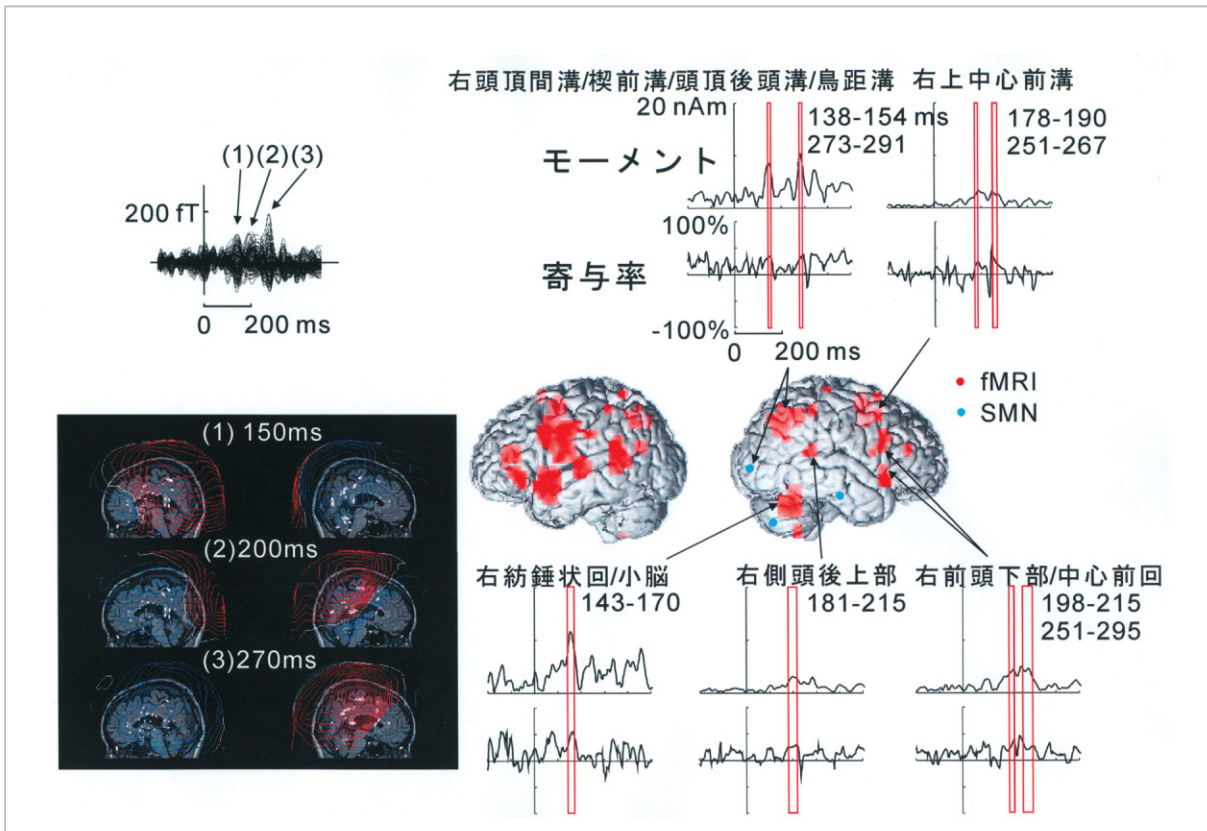 右頭頂間溝/楔前溝/頭頂後頭溝/鳥距溝
右上中心前溝
20 nAm
138-154 ms
273-291
178-190
251-267
モーメント
(1)(2)(3)
200 fT
0
200 ms
100%
寄与率
-100%
0
200 ms
fMRI
SMN
(1) 150ms
(2)200ms
(3)270ms
右紡錘状回/小脳
143-170
右側頭後上部
181-215
右前頭下部/中心前回
198-215
251-295